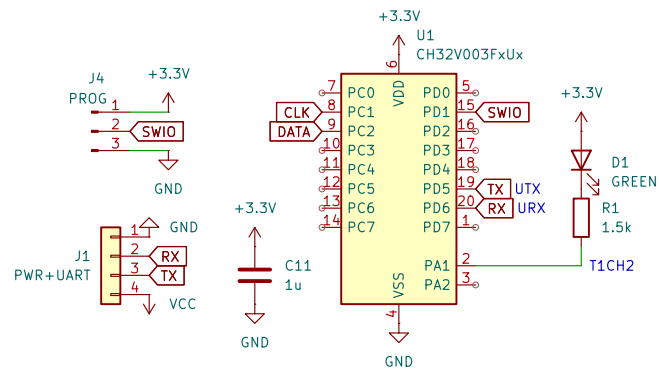 J4
PROG
+3.3V
1
2
SWIO
3
GND
J1
PWR+UART
1
GND
2
RX
3
TX
4
VCC
+3.3V
C11
1u
GND
+3.3V
U1
CH32V003FxUx
6
VDD
7 PC0
CLK 8 PC1
DATA 9 PC2
10 PC3
11 PC4
12 PC5
13 PC6
14 PC7
PD0 5
PD1 15 SWIO
PD2 16
PD3 17
PD4 18
PD5 19 TX UTX
PD6 20 RX URX
PD7 1
PA1 2 T1CH2
PA2 3
VSS
4
GND
+3.3V
D1
GREEN
R1
1.5k